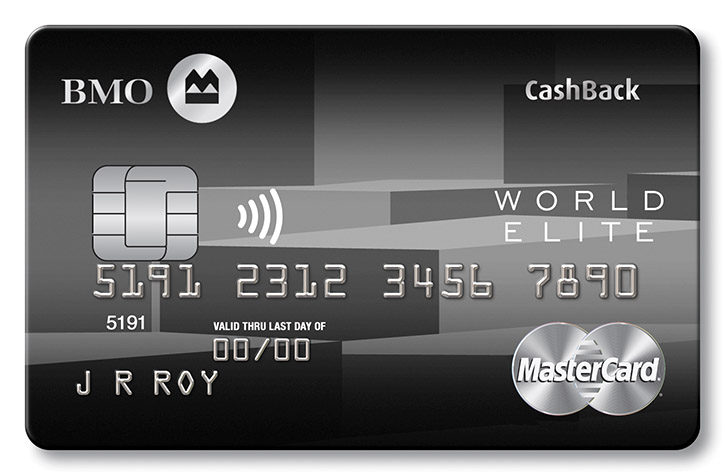 BMO
CashBack
WORLD
ELITE
5191 2312 3456 7890
5191
VALID THRU LAST DAY OF
00/00
J R ROY
MasterCard